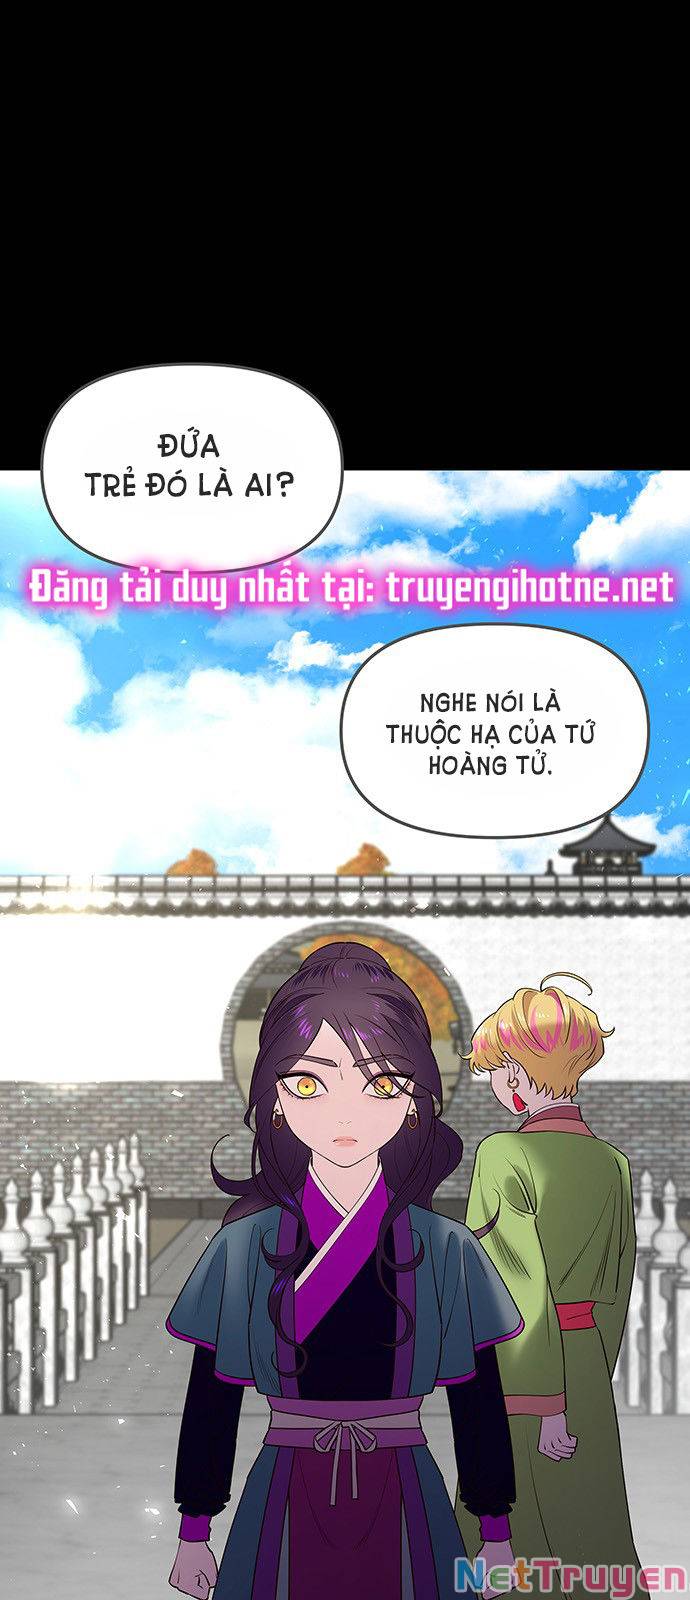 ĐỨA
TRẺ ĐÓ LÀ AI?
Đăng tải duy nhất tại: truyengihotne.net
NGHE NÓI LÀ
THUỘC HẠ CỦA TỨ
HOÀNG TỬ.
NetTruyen